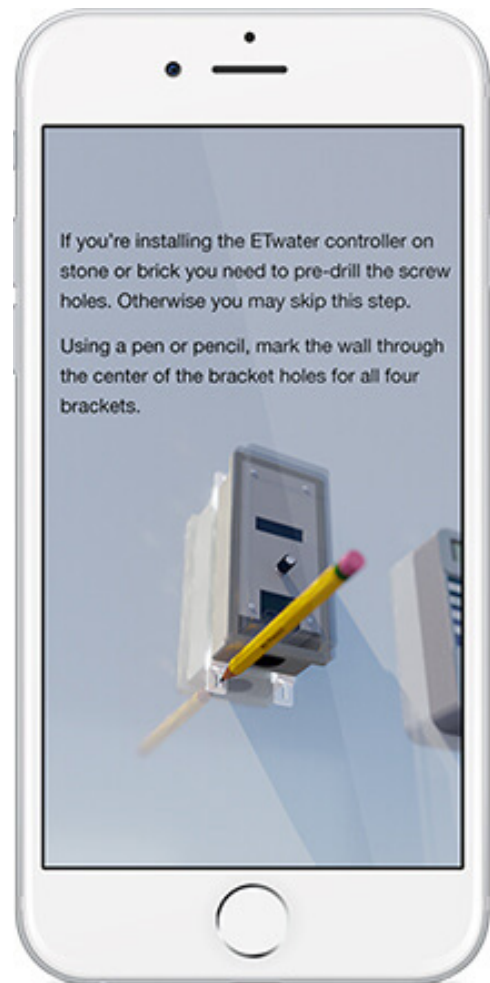 If you're installing the ETwater controller on
stone or brick you need to pre-drill the screw
holes. Otherwise you may skip this step.
Using a pen or pencil, mark the wall through
the center of the bracket holes for all four
brackets.